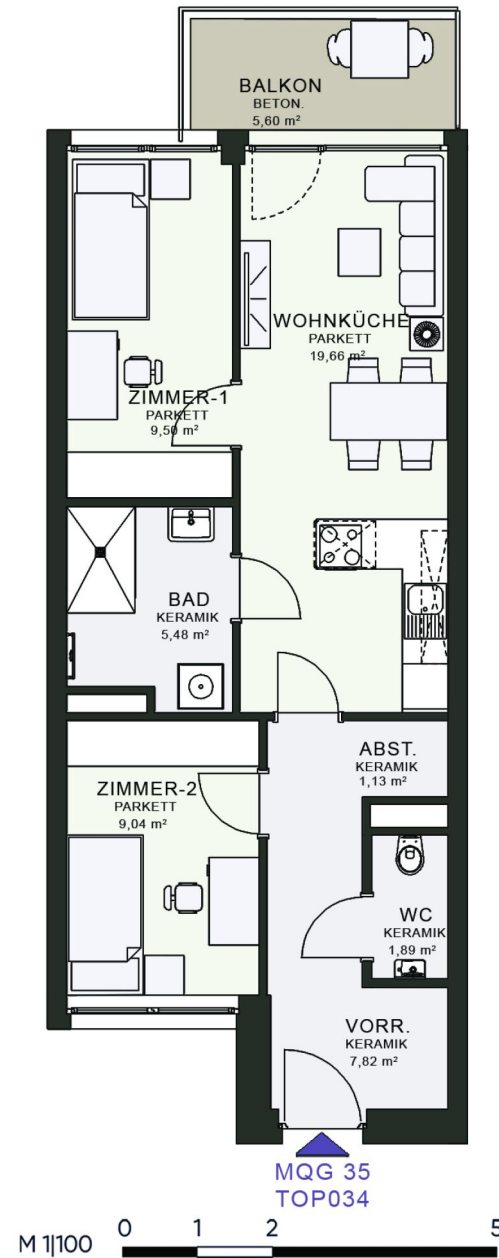 BALKON
BETON.
5,60 m²
WOHNKÜCHE
PARKETT
19,66 m²
ZIMMER-1
PARKETT
9,50 m²
BAD
KERAMIK
5,48 m²
ABST.
KERAMIK
1,13 m²
ZIMMER-2
PARKETT
9,04 m²
WC
KERAMIK
1,89 m²
VORR.
KERAMIK
7,82 m²
MQG 35
TOP034
M 1|100 0 1 2 5